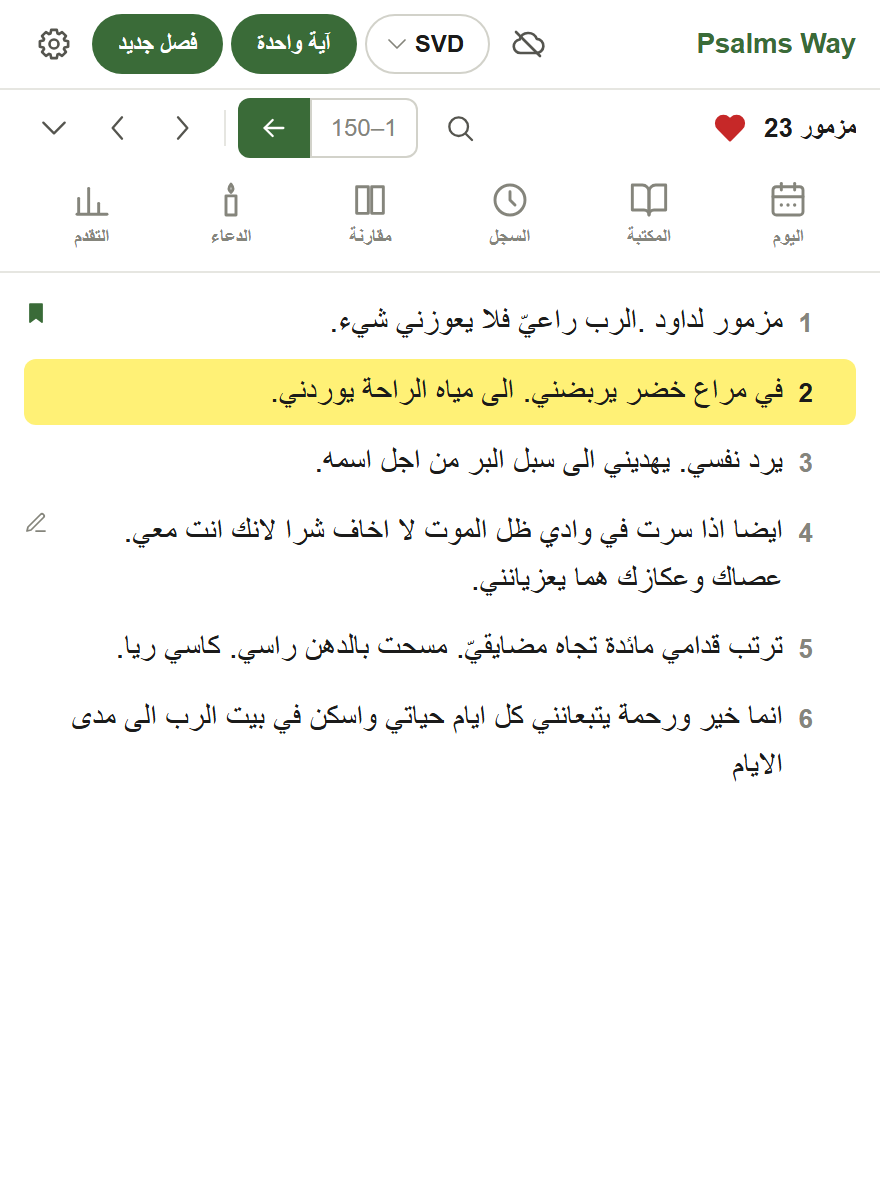 Psalms Way
SVD
آية واحدة
فصل جديد
مزمور 23
1–150
اليوم
المكتبة
السجل
مقارنة
الدعاء
التقدم
1 مزمور لداود .الرب راعيّ فلا يعوزني شيء.
2 في مراع خضر يربضني. الى مياه الراحة يوردني.
3 يرد نفسي. يهديني الى سبل البر من اجل اسمه.
4 ايضا اذا سرت في وادي ظل الموت لا اخاف شرا لانك انت معي.
عصاك وعكازك هما يعزيانني.
5 ترتب قدامي مائدة تجاه مضايقيّ. مسحت بالدهن راسي. كاسي ريا.
6 انما خير ورحمة يتبعانني كل ايام حياتي واسكن في بيت الرب الى مدى
الايام